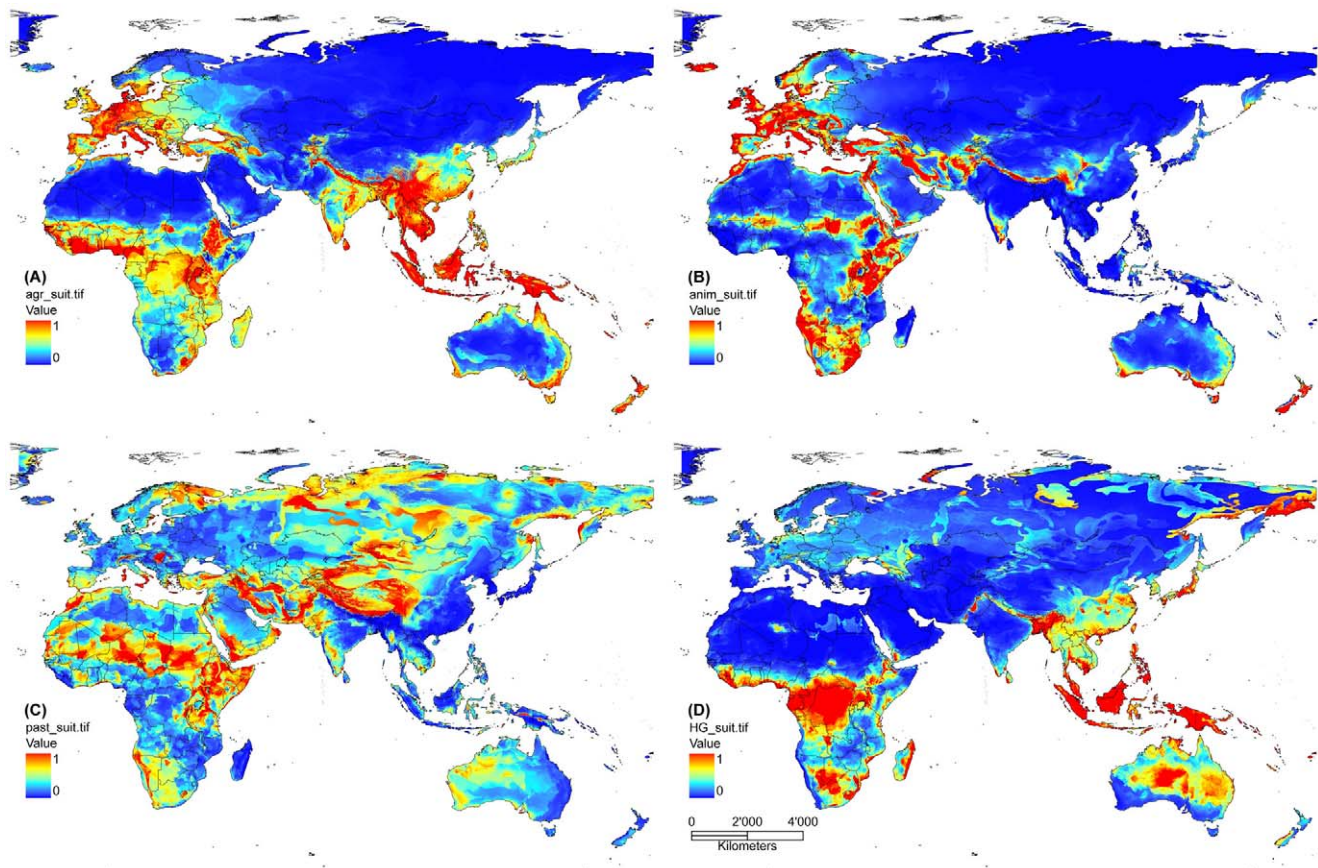 (A)
agr_suit.tif
Value
1
0
(B)
anim_suit.tif
Value
1
0
(C)
past_suit.tif
Value
1
0
(D)
HG_suit.tif
Value
1
0
0 2'000 4'000
Kilometers